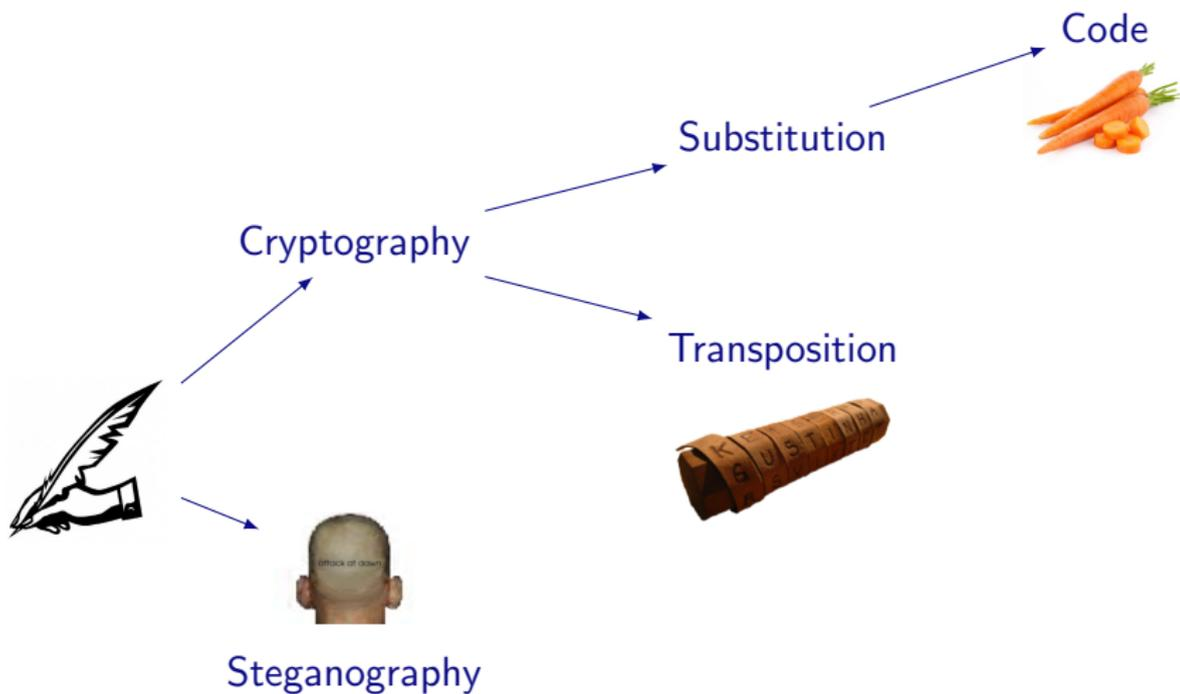 Code
Substitution
Cryptography
Transposition
attack at dawn
Steganography